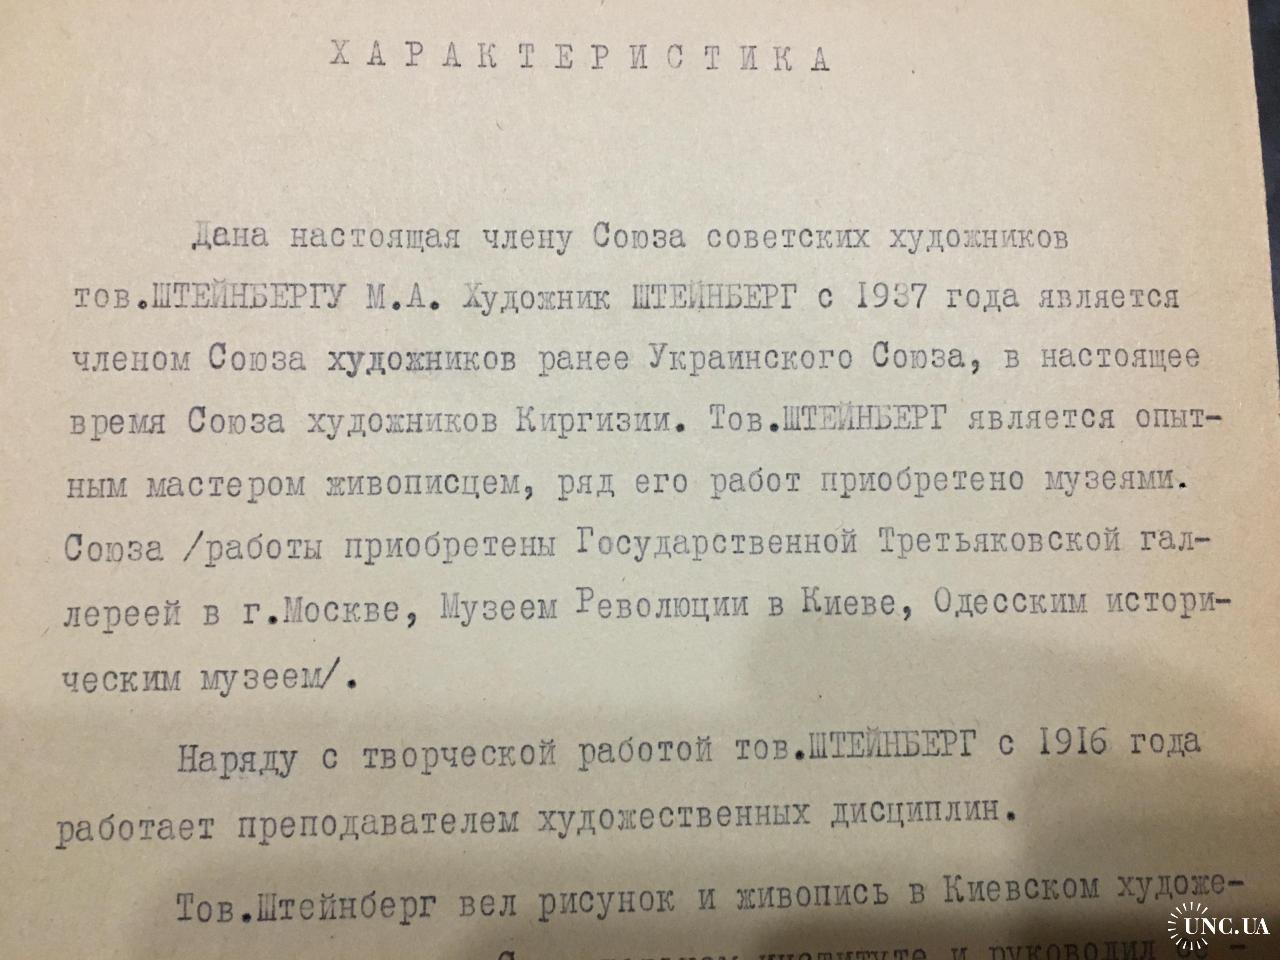 ХАРАКТЕРИСТИКА
Дана настоящая члену Союза советских художников
тов.ШТЕЙНБЕРГУ М.А. Художник ШТЕЙНБЕРГ с 1937 года является
членом Союза художников ранее Украинского Союза, в настоящее
время Союза художников Киргизии. Тов.ШТЕЙНБЕРГ является опыт-
ным мастером живописцем, ряд его работ приобретено музеями.
Союза /работы приобретены Государственной Третьяковской гал-
лереей в г.Москве, Музеем Революции в Киеве, Одесским истори-
ческим музеем/.
Наряду с творческой работой тов.ШТЕЙНБЕРГ с 1916 года
работает преподавателем художественных дисциплин.
Тов.Штейнберг вел рисунок и живопись в Киевском художе-
институте и руководил
UNC.UA